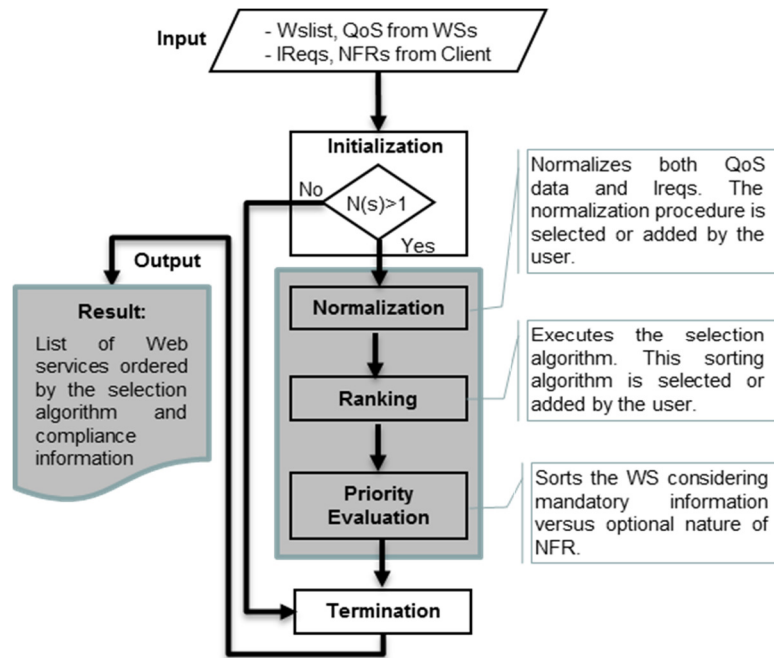 Input
- Wslist, QoS from WSs
- IReqs, NFRs from Client
Initialization
No
N(s)>1
Yes
Normalizes both QoS
data and Ireqs. The
normalization procedure is
selected or added by the
user.
Output
Result:
List of Web
services ordered
by the selection
algorithm and
compliance
information
Normalization
Ranking
Executes the selection
algorithm. This sorting
algorithm is selected or
added by the user.
Priority
Evaluation
Sorts the WS considering
mandatory information
versus optional nature of
NFR.
Termination